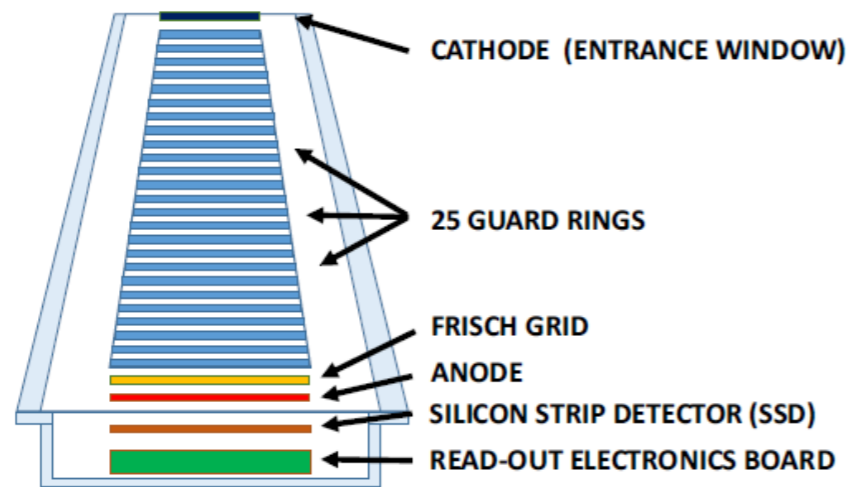 CATHODE (ENTRANCE WINDOW)
25 GUARD RINGS
FRISCH GRID
ANODE
SILICON STRIP DETECTOR (SSD)
READ-OUT ELECTRONICS BOARD